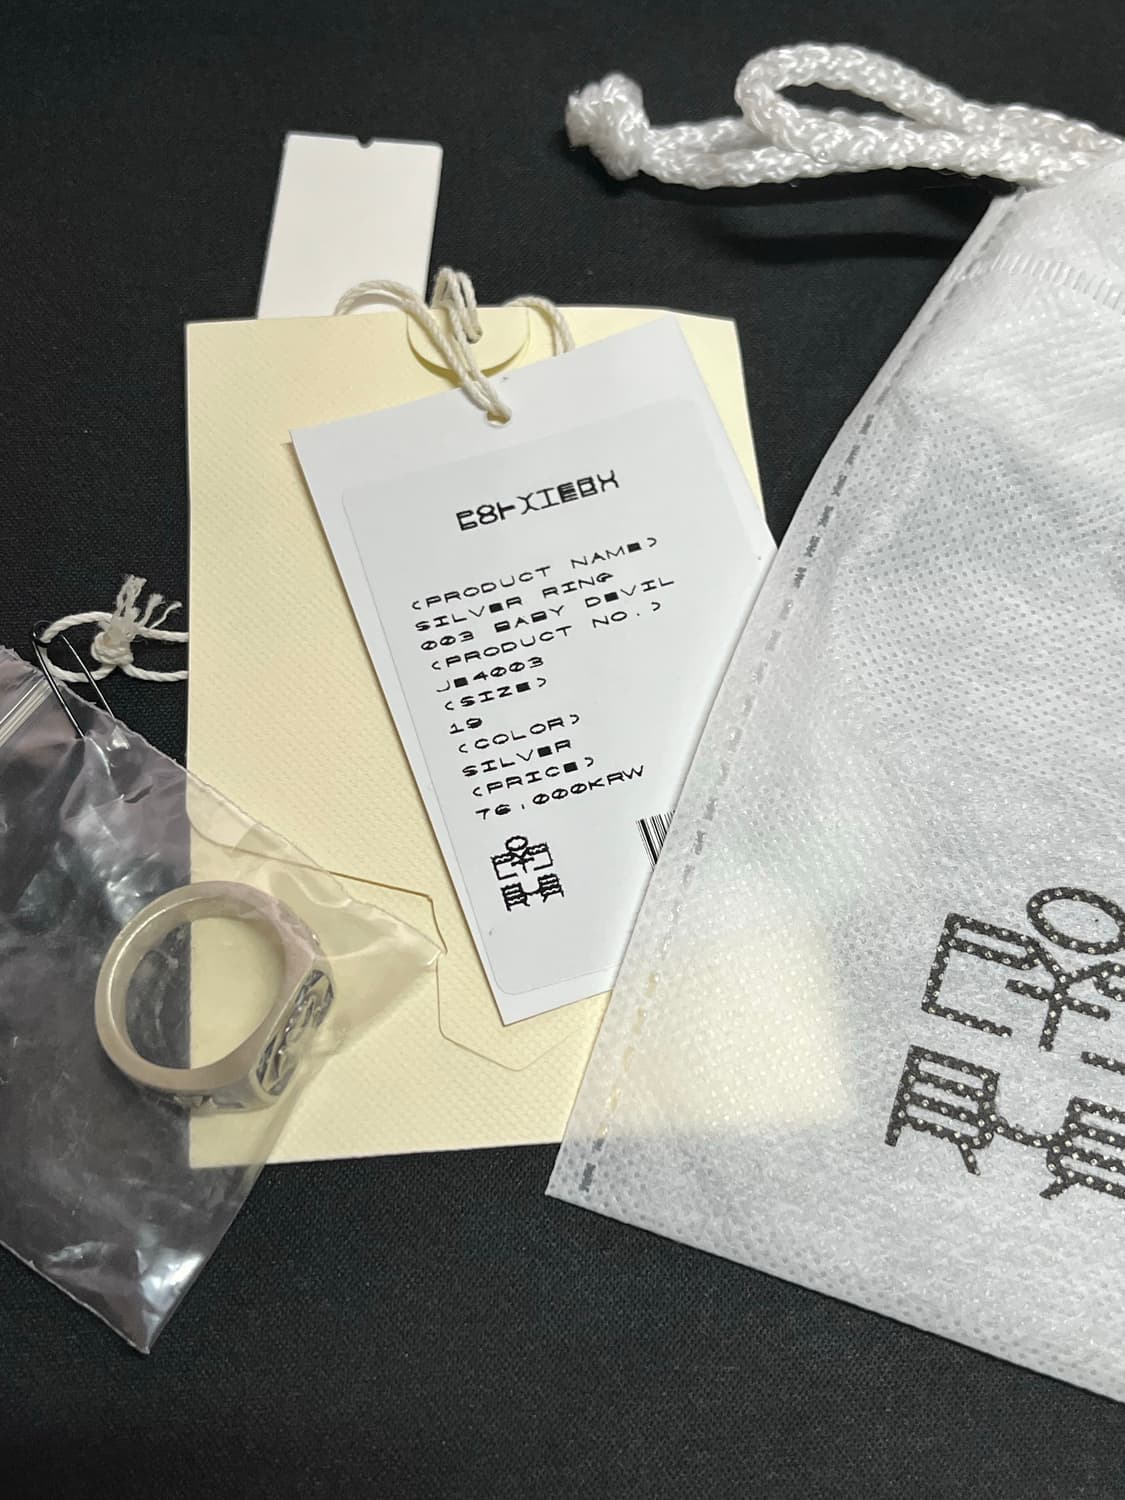 <PRODUCT NAME>
SILVER RING
003 BABY DEVIL
<PRODUCT NO.>
JE4003
<SIZE>
19
<COLOR>
SILVER
<PRICE>
76,000KRW